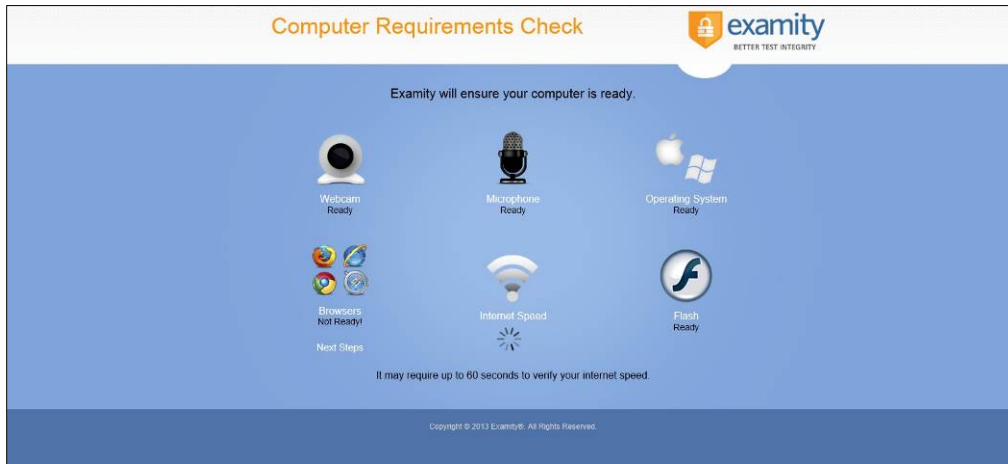 Computer Requirements Check
examity
BETTER TEST INTEGRITY
Examity will ensure your computer is ready.
Webcam
Ready
Microphone
Ready
Operating System
Ready
Browsers
Not Ready!
Next Steps
Internet Speed
Flash
Ready
It may require up to 60 seconds to verify your internet speed.
Copyright © 2013 Examity®. All Rights Reserved.